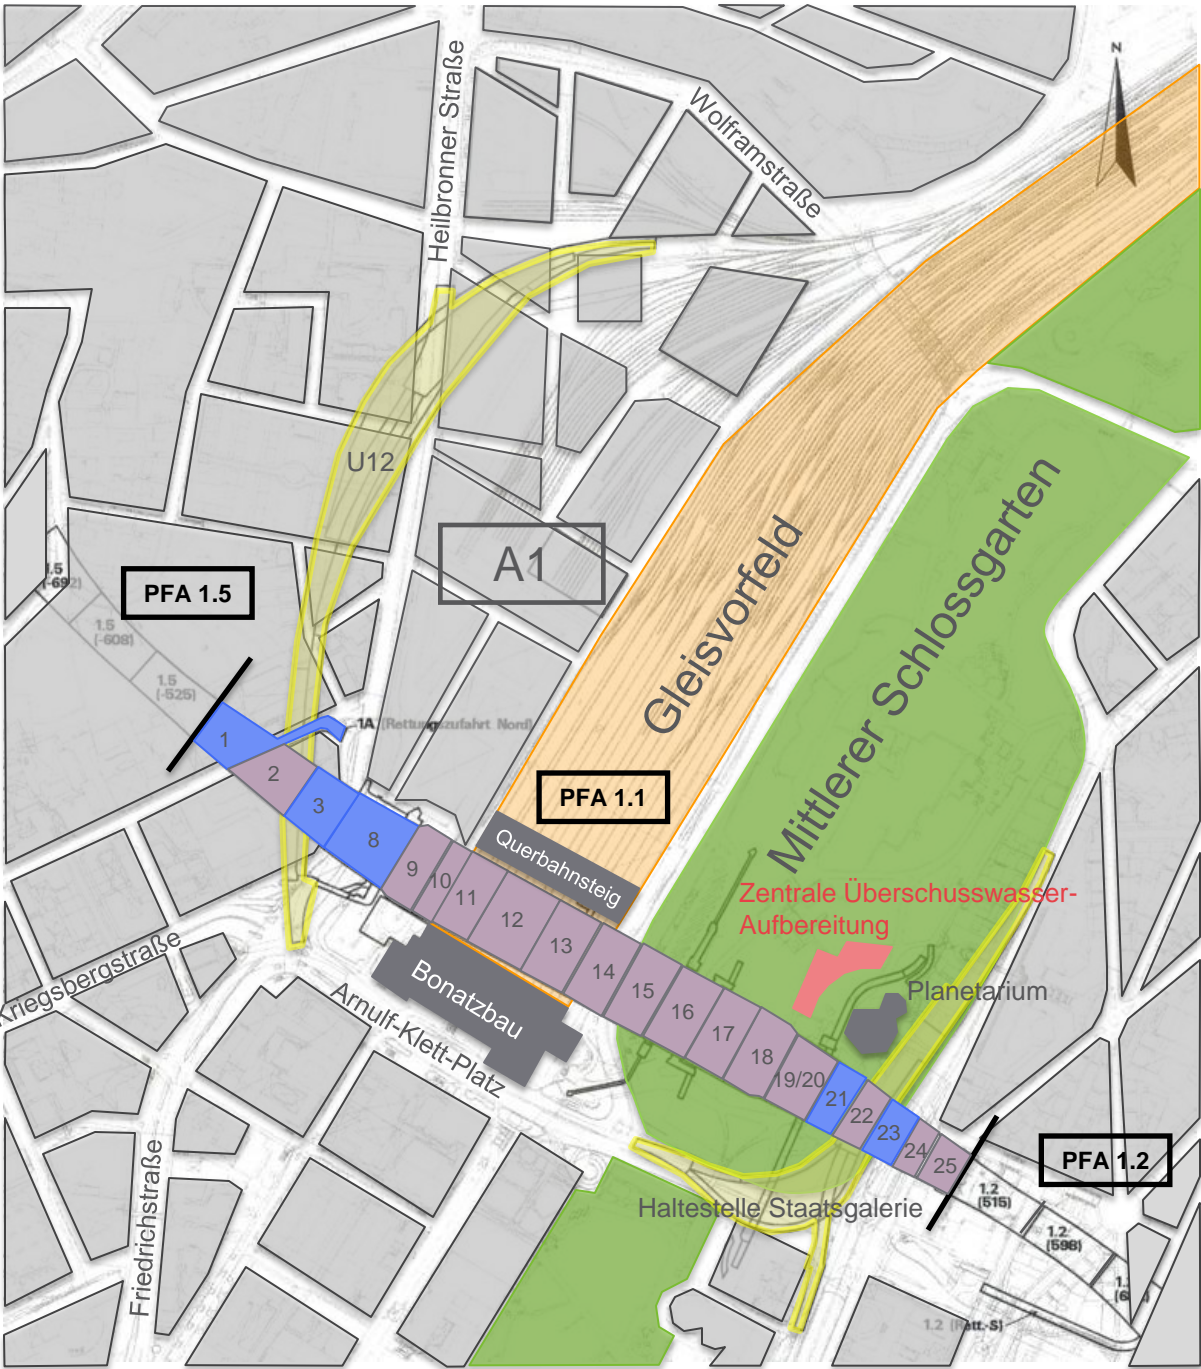 N
Heilbronner Straße
Wolframstraße
U12
A1
Gleisvorfeld
Mittlerer Schlossgarten
1.5
(-692)
PFA 1.5
1.5
(-608)
1.5
(-525)
1A (Rettungszufahrt Nord)
PFA 1.1
Querbahnsteig
1
2
3
8
9
10
11
12
13
14
15
16
17
18
19/20
21
22
23
24
25
Zentrale Überschusswasser-
Aufbereitung
Planetarium
Bonatzbau
Kriegsbergstraße
Arnulf-Klett-Platz
Friedrichstraße
PFA 1.2
Haltestelle Staatsgalerie
1.2
(515)
1.2
(598)
1.2 (Rett.-S)